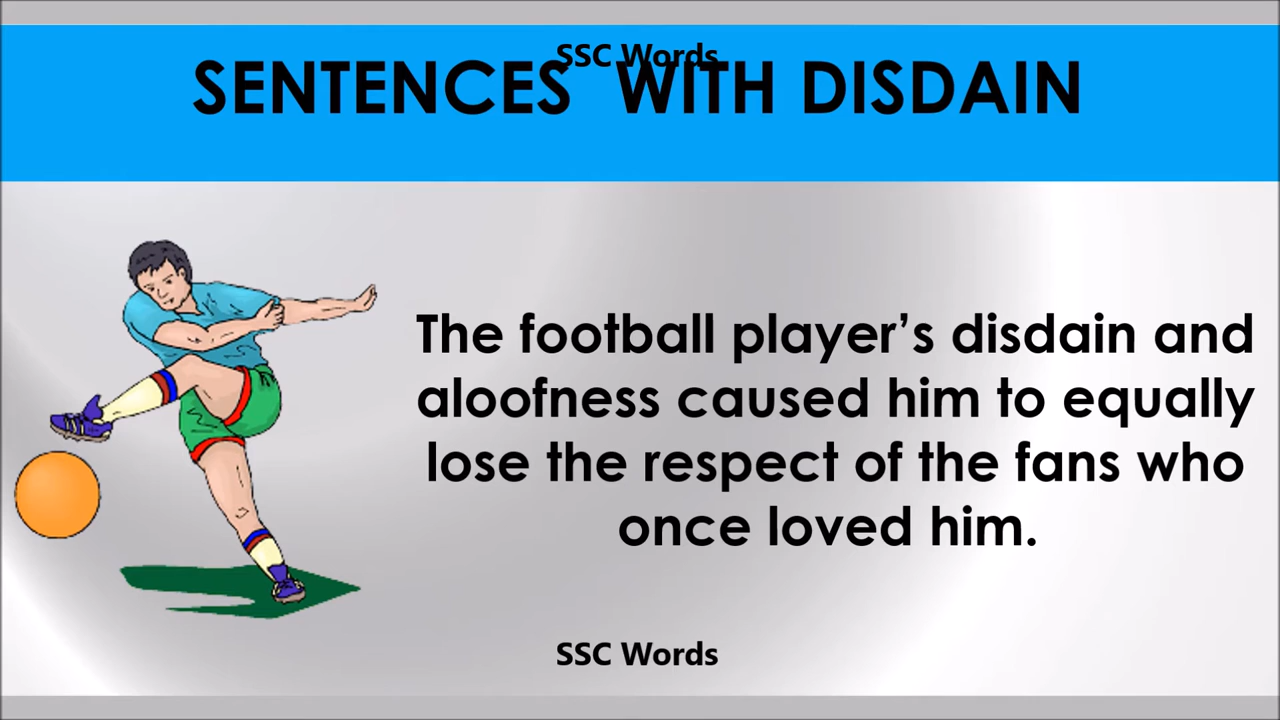 SSC Words
SENTENCES WITH DISDAIN
The football player’s disdain and
aloofness caused him to equally
lose the respect of the fans who
once loved him.
SSC Words